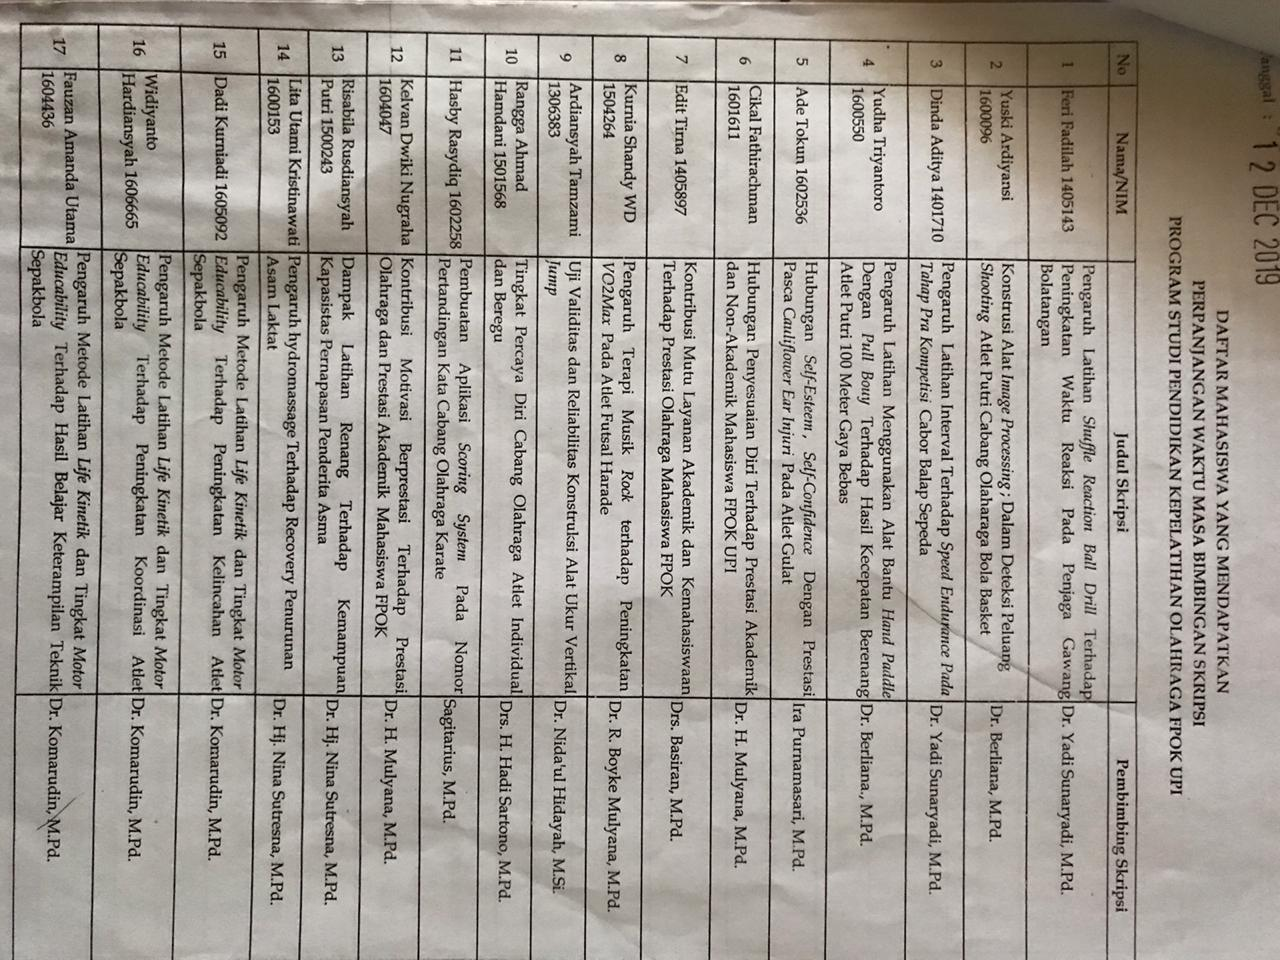 anggal : 12 DEC 2019
DAFTAR MAHASISWA YANG MENDAPATKAN
PERPANJANGAN WAKTU MASA BIMBINGAN SKRIPSI
PROGRAM STUDI PENDIDIKAN KEPELATIHAN OLAHRAGA FPOK UPI
No Nama/NIM Judul Skripsi Pembimbing Skripsi
1 Feri Fadilah 1405143 Pengaruh Latihan Shuffle Reaction Ball Drill Terhadap Dr. Yadi Sunaryadi, M.Pd.
Peningkatan Waktu Reaksi Pada Penjaga Gawang
Bolatangan
2 Yuski Ardiyansi Konstrusi Alat Image Processing ; Dalam Deteksi Peluang Dr. Berliana, M.Pd.
1600096 Shooting Atlet Putri Cabang Olaharaga Bola Basket
3 Dinda Aditya 1401710 Pengaruh Latihan Interval Terhadap Speed Endurance Pada Dr. Yadi Sunaryadi, M.Pd.
Tahap Pra Kompetisi Cabor Balap Sepeda
4 Yudha Triyantoro Pengaruh Latihan Menggunakan Alat Bantu Hand Paddle Dr. Berliana., M.Pd.
1600550 Dengan Pull Bouy Terhadap Hasil Kecepatan Berenang
Atlet Putri 100 Meter Gaya Bebas
5 Ade Tokun 1602536 Hubungan Self-Esteem , Self-Confidence Dengan Prestasi Ira Purnamasari, M.Pd.
Pasca Cauliflower Ear Injuri Pada Atlet Gulat
6 Cikal Fathirachman Hubungan Penyesuaian Diri Terhadap Prestasi Akademik Dr. H. Mulyana, M.Pd.
1601611 dan Non-Akademik Mahasiswa FPOK UPI
7 Edit Tirna 1405897 Kontribusi Mutu Layanan Akademik dan Kemahasiswaan Drs. Basiran, M.Pd.
Terhadap Prestasi Olahraga Mahasiswa FPOK
8 Kurnia Shandy WD Pengaruh Terapi Musik Rock terhadap Peningkatan Dr. R. Boyke Mulyana, M.Pd.
1504264 VO2Max Pada Atlet Futsal Harade
9 Ardiansyah Tanzami Uji Validitas dan Reliabilitas Konstruksi Alat Ukur Vertikal Dr. Nida'ul Hidayah, M.Si.
1306383 Jump
10 Rangga Ahmad Tingkat Percaya Diri Cabang Olahraga Atlet Individual Drs. H. Hadi Sartono, M.Pd.
Hamdani 1501568 dan Beregu
11 Hasby Rasydiq 1602258 Pembuatan Aplikasi Scoring System Pada Nomor Sagitarius, M.Pd.
Pertandingan Kata Cabang Olahraga Karate
12 Kelvan Dwiki Nugraha Kontribusi Motivasi Berprestasi Terhadap Prestasi Dr. H. Mulyana, M.Pd.
1604047 Olahraga dan Prestasi Akademik Mahasiswa FPOK
13 Risabila Rusdiansyah Dampak Latihan Renang Terhadap Kemampuan Dr. Hj. Nina Sutresna, M.Pd.
Putri 1500243 Kapasistas Pernapasan Penderita Asma
14 Lita Utami Kristinawati Pengaruh hydromassage Terhadap Recovery Penurunan Dr. Hj. Nina Sutresna, M.Pd.
1600153 Asam Laktat
15 Dadi Kurniadi 1605092 Pengaruh Metode Latihan Life Kinetik dan Tingkat Motor Dr. Komarudin, M.Pd.
Educability Terhadap Peningkatan Kelincahan Atlet
Sepakbola
16 Widiyanto Pengaruh Metode Latihan Life Kinetik dan Tingkat Motor Dr. Komarudin, M.Pd.
Hardiansyah 1606665 Educability Terhadap Peningkatan Koordinasi Atlet
Sepakbola
17 Fauzan Amanda Utama Pengaruh Metode Latihan Life Kinetik dan Tingkat Motor Dr. Komarudin, M.Pd.
1604436 Educability Terhadap Hasil Belajar Keterampilan Teknik
Sepakbola